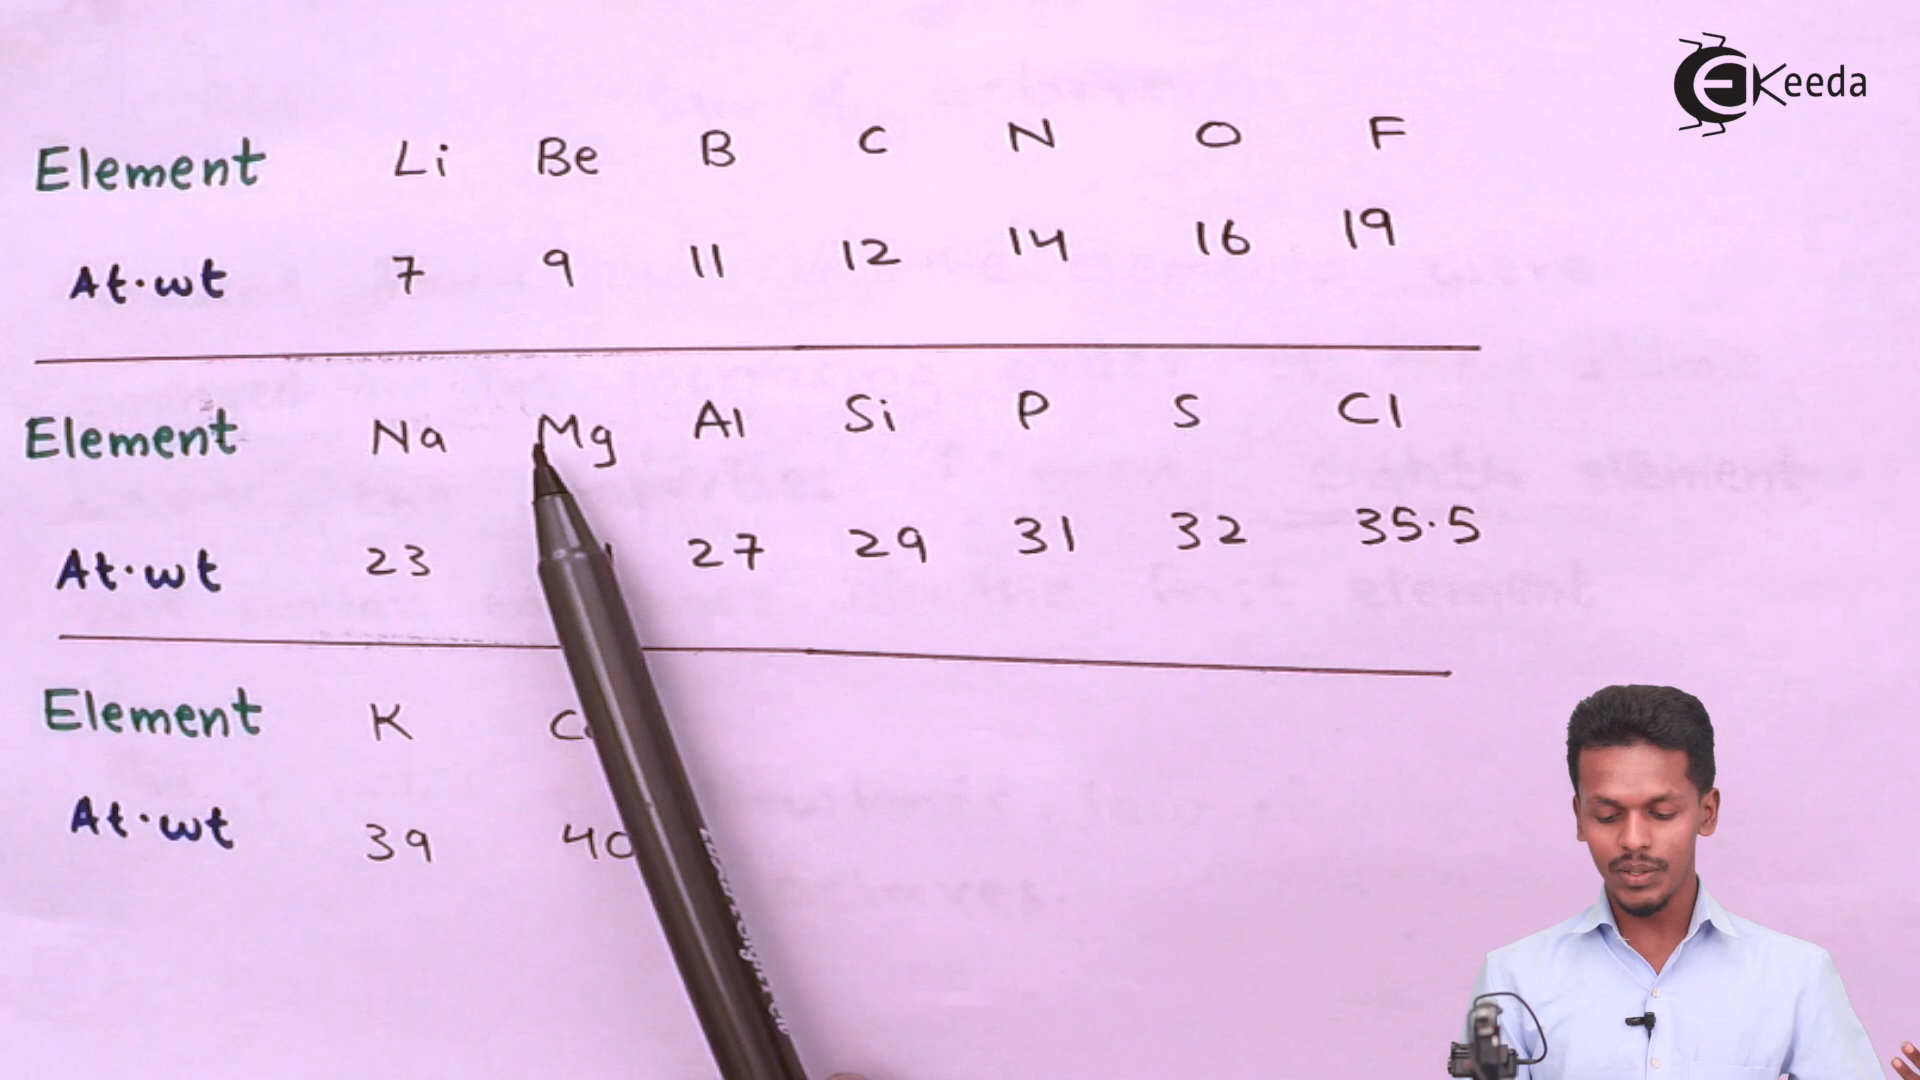 EKeeda
Element Li Be B C N O F
At.wt 7 9 11 12 14 16 19
Element Na Mg Al Si P S Cl
At.wt 23 27 29 31 32 35.5
Element K
At.wt 39 40